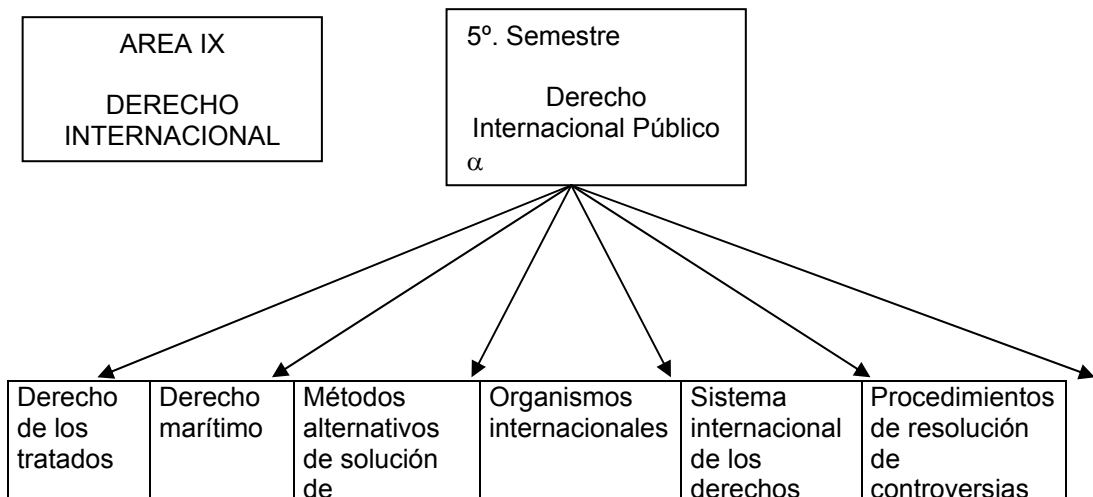 AREA IX
DERECHO
INTERNACIONAL
5º. Semestre
Derecho
Internacional Público
α
Derecho
de los
tratados
Derecho
marítimo
Métodos
alternativos
de solución
de
Organismos
internacionales
Sistema
internacional
de los
derechos
Procedimientos
de resolución
de
controversias